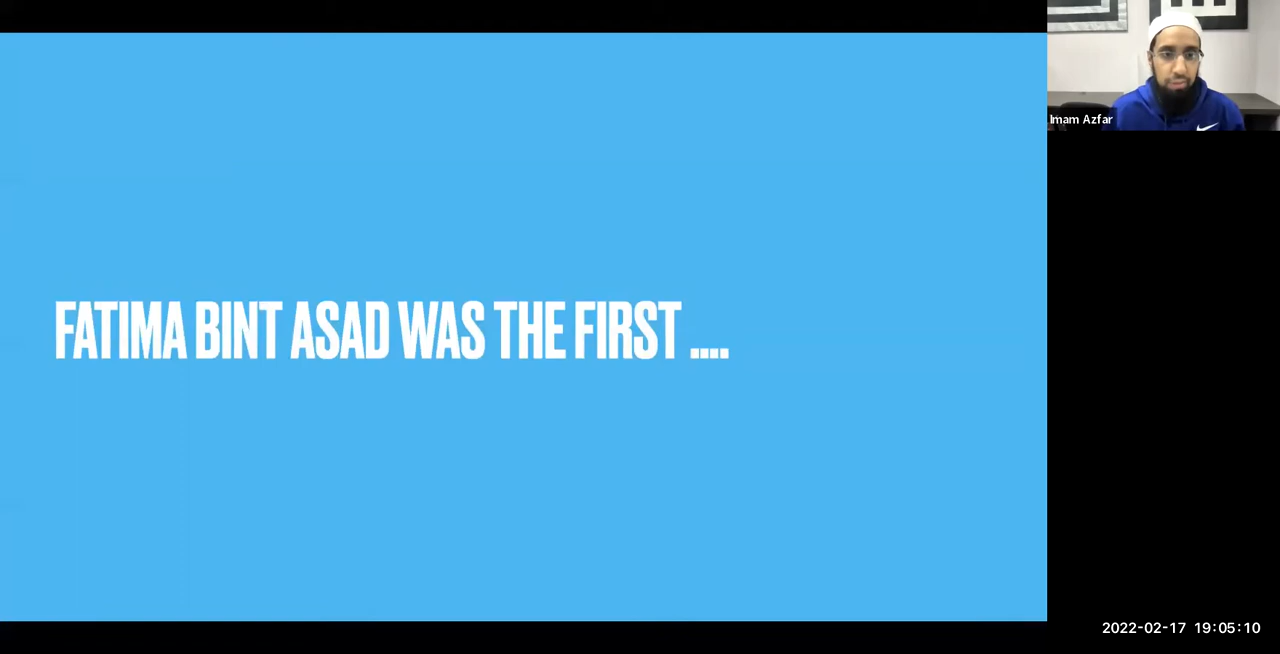 Imam Azfar
FATIMA BINT ASAD WAS THE FIRST ....
2022-02-17 19:05:10